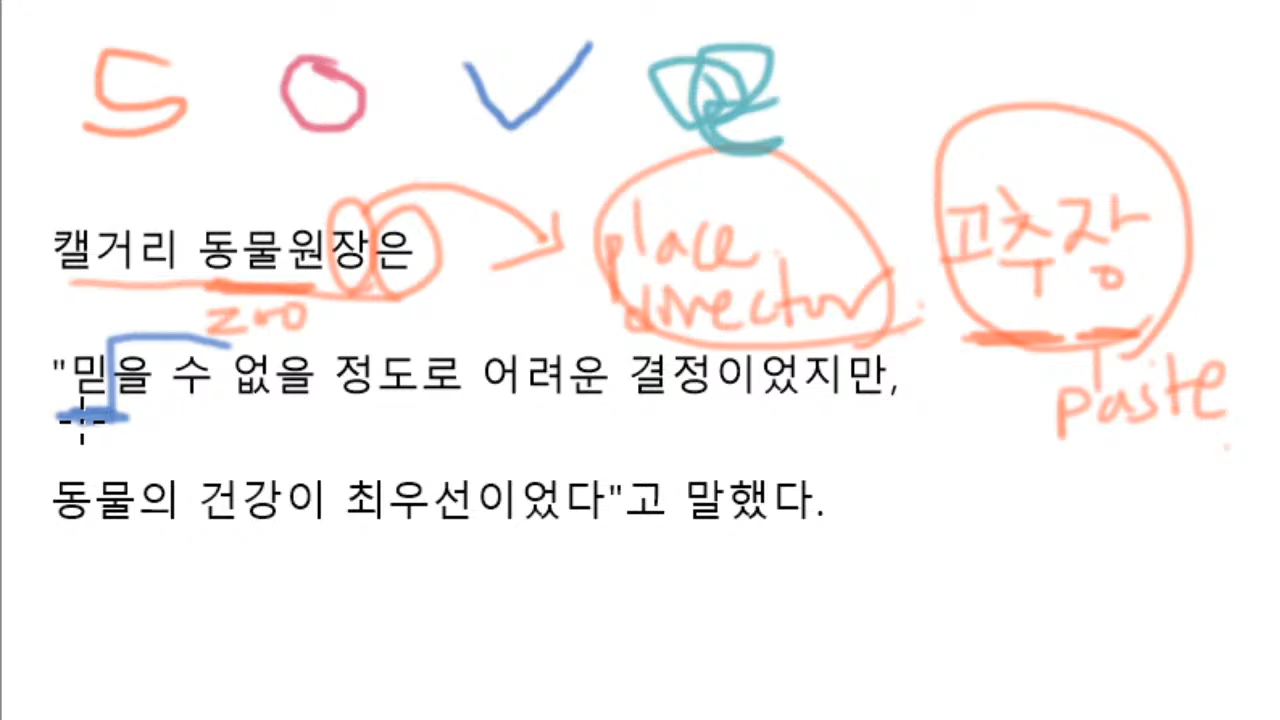 S O V
캘거리 동물원장은
zoo
place
director
고추장
"믿을 수 없을 정도로 어려운 결정이었지만,
paste
동물의 건강이 최우선이었다"고 말했다.